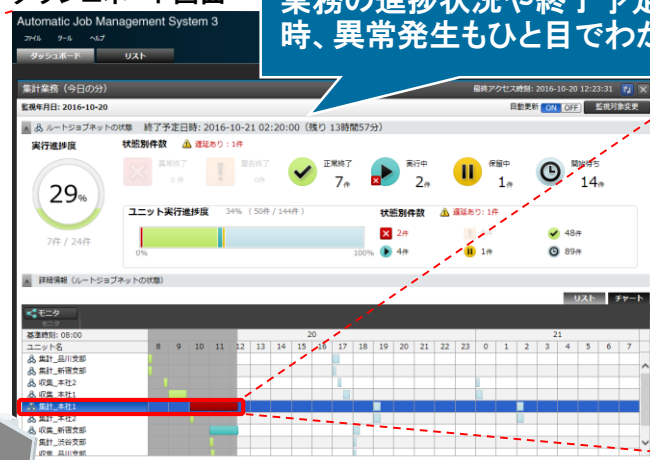 ダッシュボード画面
業務の進捗状況や終了予定
時、異常発生もひと目でわか
Automatic Job Management System 3
ファイル ツール ヘルプ
ダッシュボード リスト
集計業務（今日の分） 最終アクセス時刻: 2016-10-20 12:23:31
監視年月日: 2016-10-20 自動更新 ON OFF 監視対象変更
ルートジョブネットの状態 終了予定日時: 2016-10-21 02:20:00（残り 13時間57分）
実行進捗度 状態別件数 遅延あり：1件
異常終了 警告終了 正常終了 実行中 保留中 開始待ち
0件 0件 7件 2件 1件 14件
29%
7件 / 24件
ユニット実行進捗度 34% （ 50件 / 144件 ） 状態別件数 遅延あり：1件
2件 48件
0% 100% 4件 1件 89件
詳細情報（ルートジョブネットの状態）
リスト チャート
モニタ
モニタ
基準時刻: 08:00 20 21
ユニット名 8 9 10 11 12 13 14 15 16 17 18 19 20 21 22 23 0 1 2 3 4 5 6 7
集計_品川支部
集計_新宿支部
収集_本社2
収集_本社1
集計_本社1
集計_本社2
収集_新宿支部
集計_渋谷支部
収集_品川支部